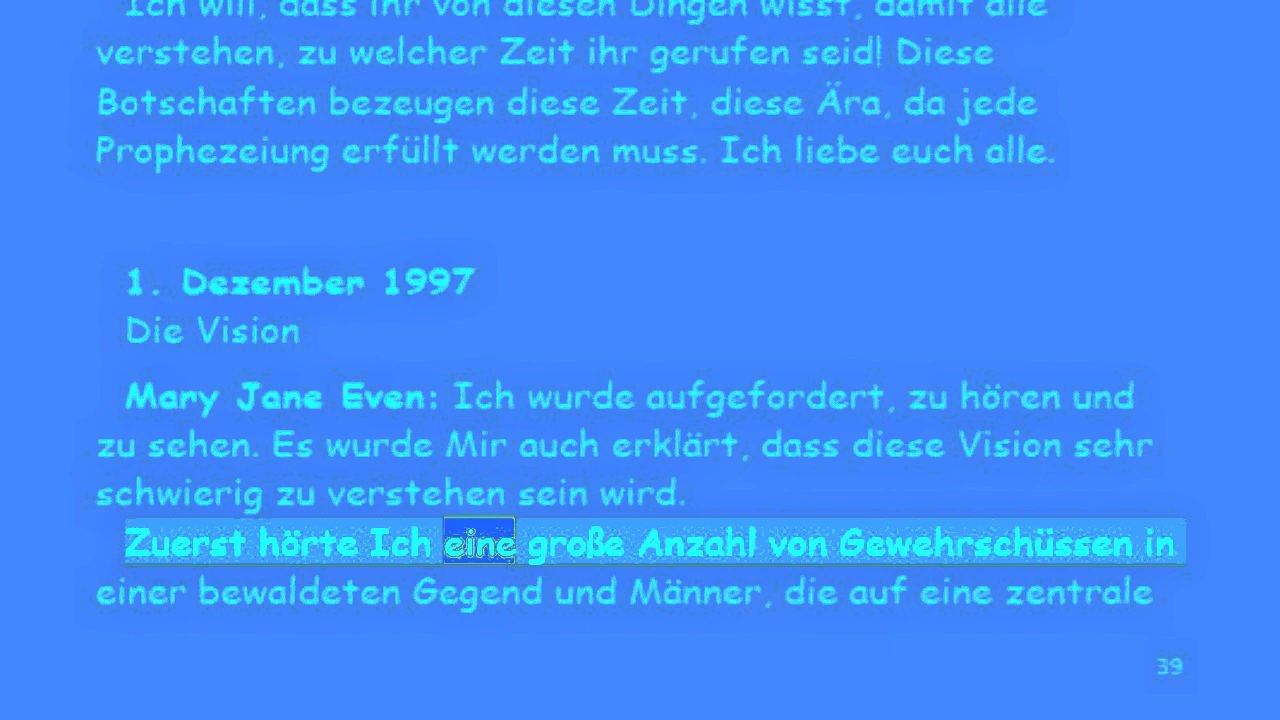 Ich will, dass ihr von diesen Dingen wisst, damit alle
verstehen, zu welcher Zeit ihr gerufen seid! Diese
Botschaften bezeugen diese Zeit, diese Ära, da jede
Prophezeiung erfüllt werden muss. Ich liebe euch alle.
1. Dezember 1997
Die Vision
Mary Jane Even: Ich wurde aufgefordert, zu hören und
zu sehen. Es wurde Mir auch erklärt, dass diese Vision sehr
schwierig zu verstehen sein wird.
Zuerst hörte Ich eine große Anzahl von Gewehrschüssen in
einer bewaldeten Gegend und Männer, die auf eine zentrale
39